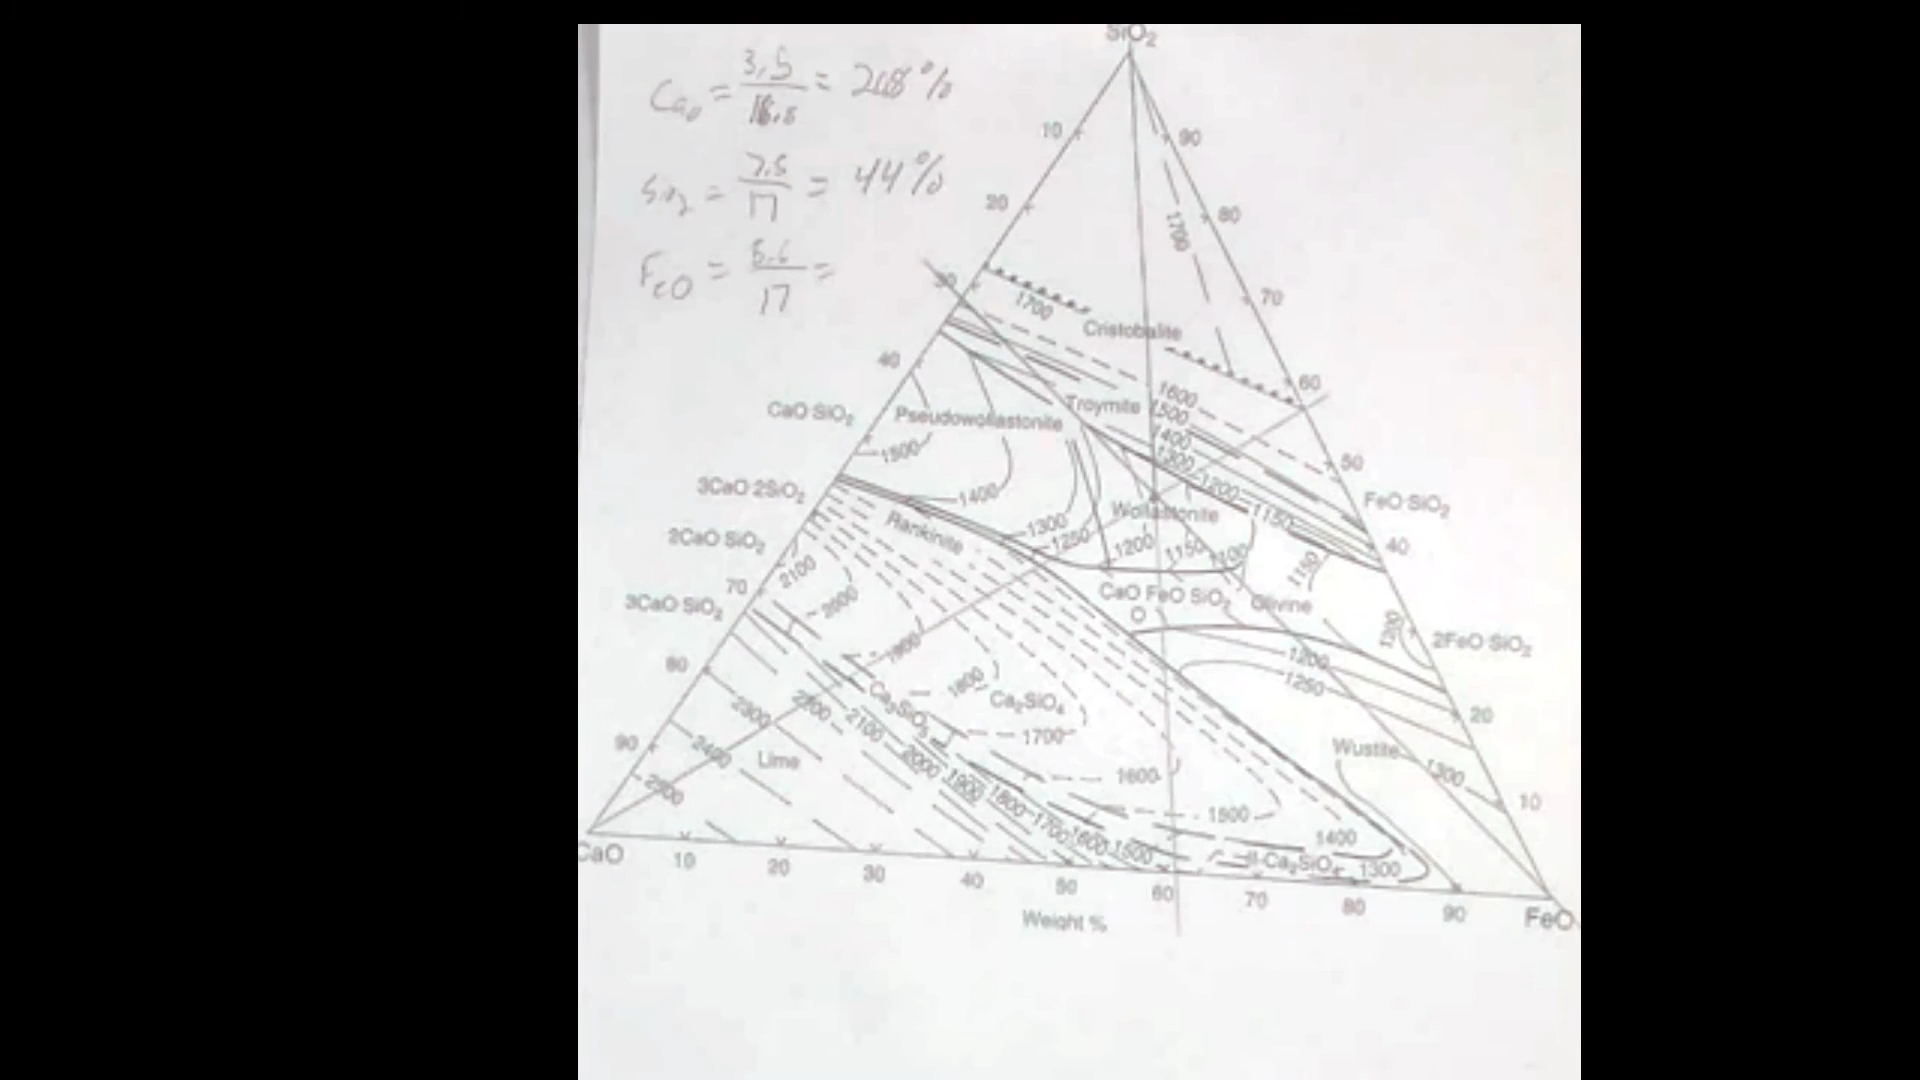 SiO₂
CaO = 3.5 / 16.8 = 20.8 %
SiO₂ = 7.5 / 17 = 44 %
FeO = 5.6 / 17 =
10
90
20
80
1700
30
70
1700
Cristobalite
40
60
1600
CaO SiO₂
Pseudowollastonite
Troymite
1500
1400
1500
1300
50
3CaO 2SiO₂
1400
1200
FeO SiO₂
Rankinite
1300
Wollastonite
1150
1250
1200
1150
1100
40
2CaO SiO₂
2100
1150
70
2000
CaO FeO SiO₂
Olivine
3CaO SiO₂
O
1900
1200
1200
2FeO SiO₂
80
1800
1250
Ca₃SiO₅
Ca₂SiO₄
2300
2200
2100
1700
20
90
2400
Lime
2000
Wustite
1900
1600
1300
2500
1800
1500
10
1700
1600
1500
1400
II-Ca₂SiO₄
1300
CaO
10
20
30
40
50
60
70
80
90
FeO
Weight %